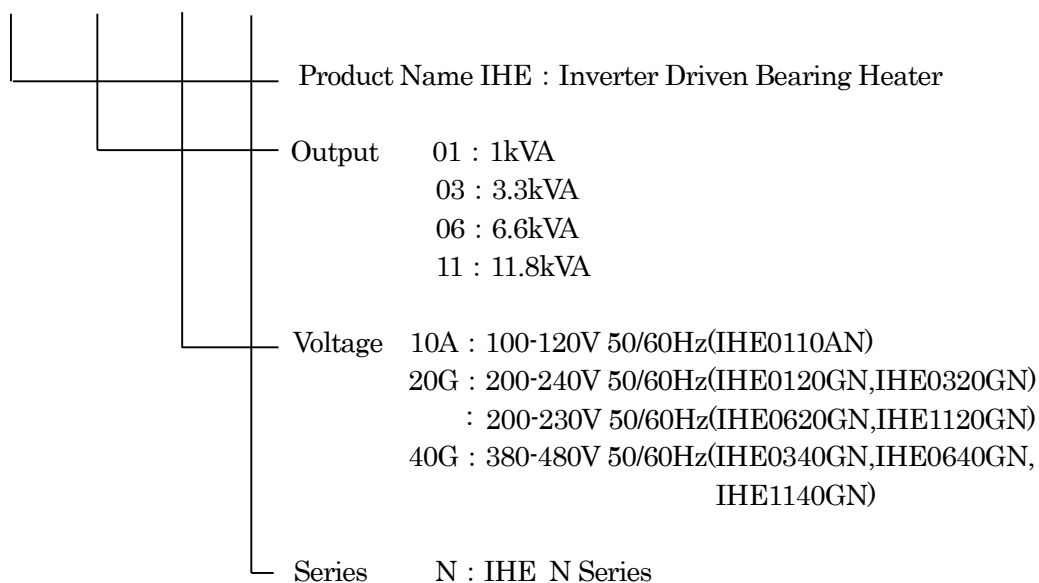 Product Name IHE : Inverter Driven Bearing Heater
Output 01 : 1kVA
03 : 3.3kVA
06 : 6.6kVA
11 : 11.8kVA
Voltage 10A : 100-120V 50/60Hz(IHE0110AN)
20G : 200-240V 50/60Hz(IHE0120GN,IHE0320GN)
: 200-230V 50/60Hz(IHE0620GN,IHE1120GN)
40G : 380-480V 50/60Hz(IHE0340GN,IHE0640GN,
IHE1140GN)
Series N : IHE N Series